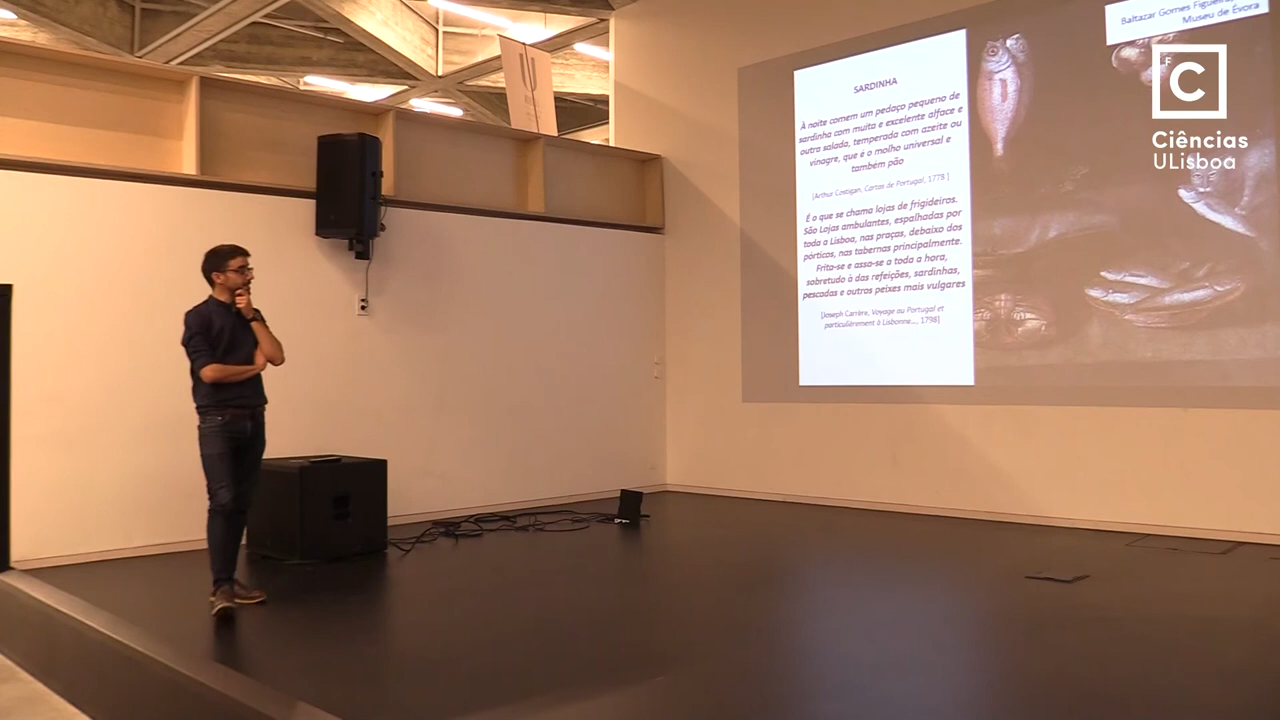 Baltazar Gomes Figueira,
Museu de Évora
F
C
Ciências
ULisboa
SARDINHA
À noite comem um pedaço pequeno de
sardinha com muita e excelente alface e
outra salada, temperada com azeite ou
vinagre, que é o molho universal e
também pão
[Arthur Costigan, Cartas de Portugal, 1778 ]
É o que se chama lojas de frigideiros.
São Lojas ambulantes, espalhadas por
toda a Lisboa, nas praças, debaixo dos
pórticos, nas tabernas principalmente.
Frita-se e assa-se a toda a hora,
sobretudo à das refeições, sardinhas,
pescadas e outros peixes mais vulgares
[Joseph Carrère, Voyage au Portugal et
particulièrement à Lisbonne..., 1798]